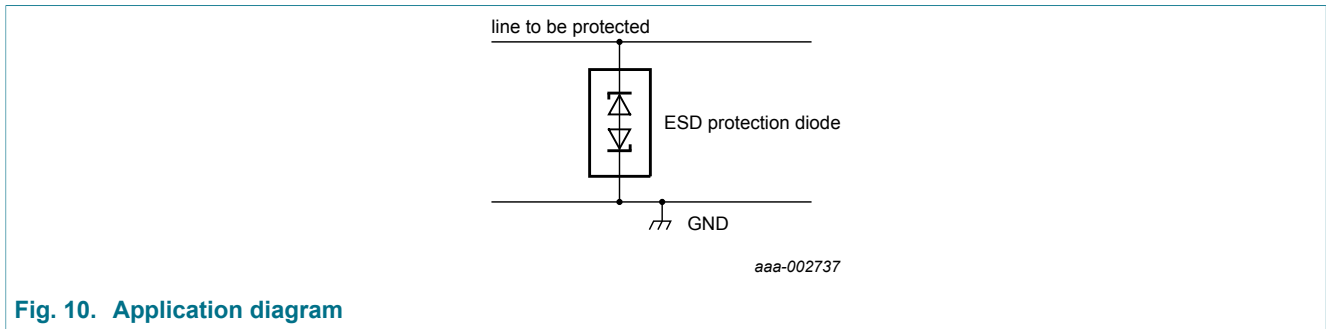 line to be protected
ESD protection diode
GND
aaa-002737
Fig. 10. Application diagram